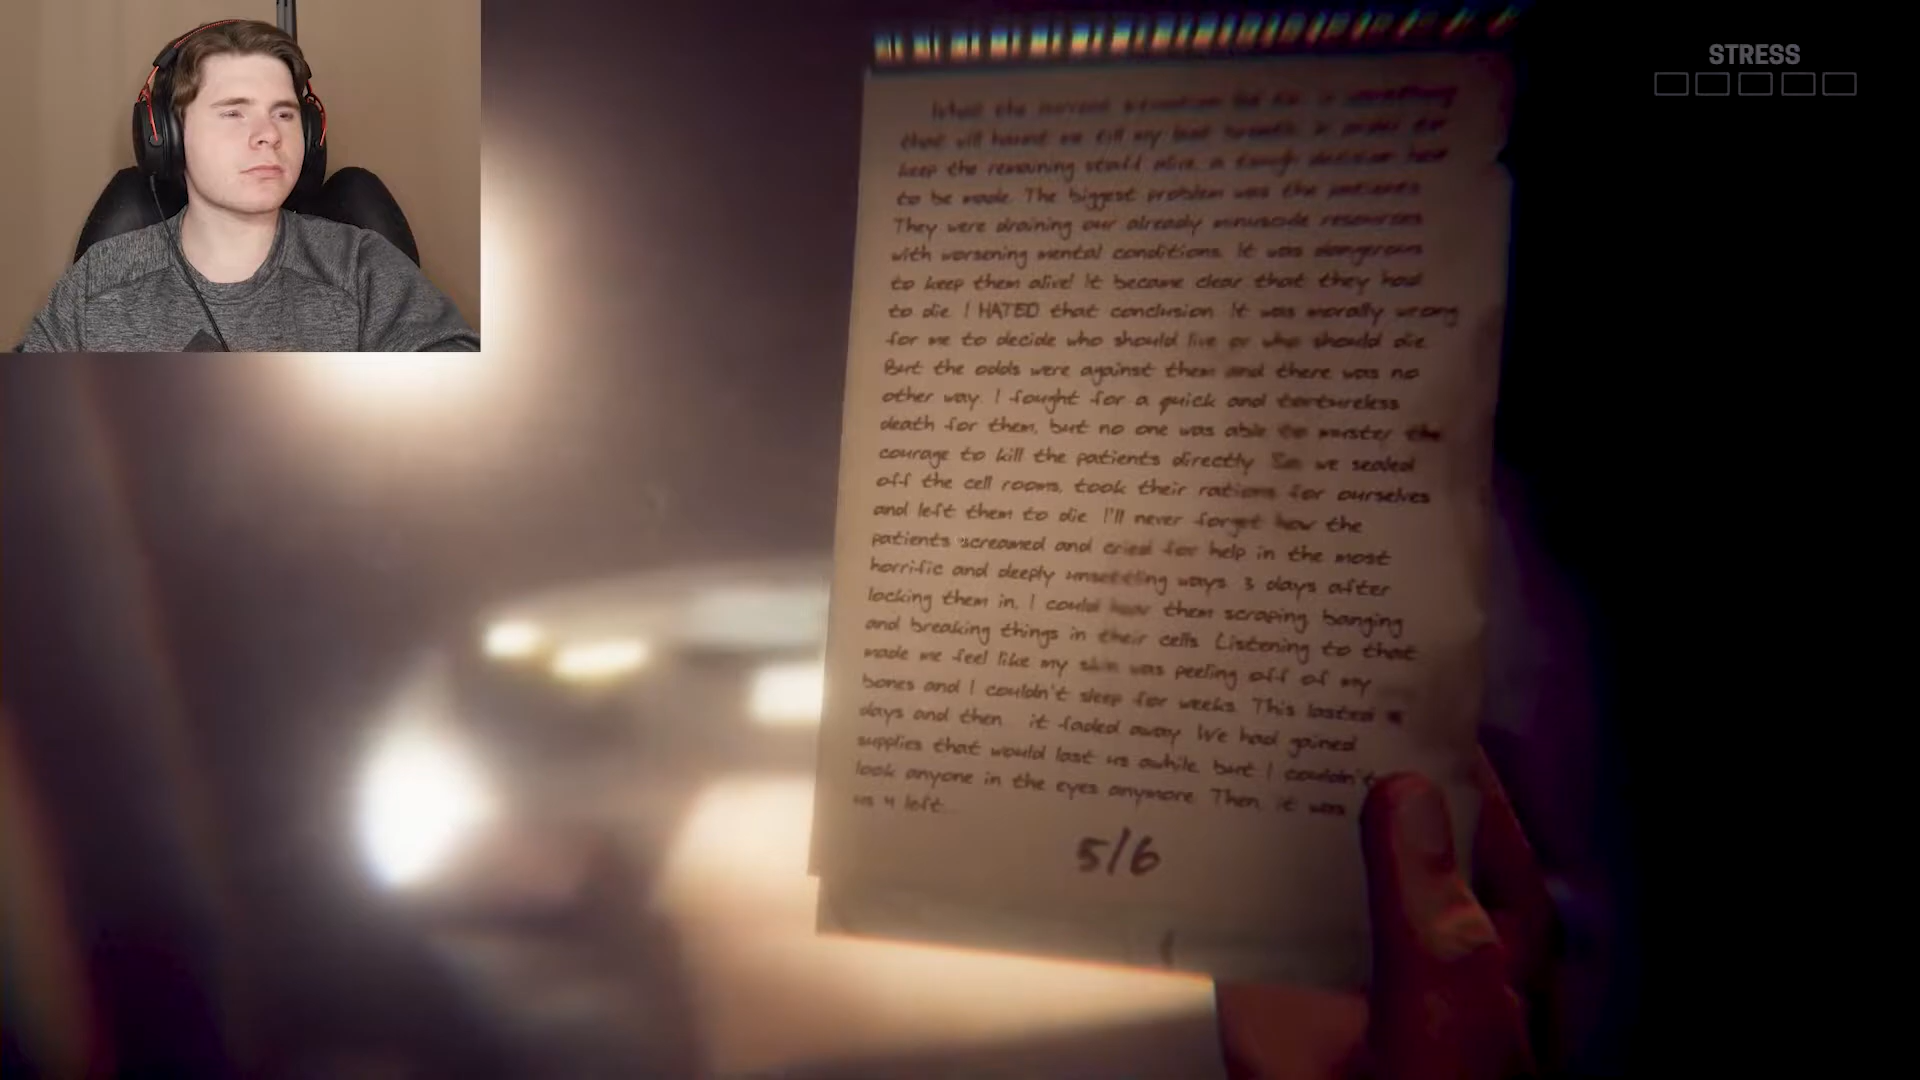 STRESS
What the current situation led me to something
that will haunt me till my last breath. In order to
keep the remaining staff alive, a tough decision had
to be made. The biggest problem was the patients.
They were draining our already minuscule resources
with worsening mental conditions. It was dangerous
to keep them alive! It became clear that they had
to die. I HATED that conclusion. It was morally wrong
for me to decide who should live or who should die.
But the odds were against them and there was no
other way. I fought for a quick and tortureless
death for them, but no one was able to muster the
courage to kill the patients directly. So we sealed
off the cell rooms, took their rations for ourselves
and left them to die. I'll never forget how the
patients screamed and cried for help in the most
horrific and deeply unsettling ways. 3 days after
locking them in, I could hear them scraping banging
and breaking things in their cells. Listening to that
made me feel like my skin was peeling off of my
bones and I couldn't sleep for weeks. This lasted
days and then... it faded away. We had gained
supplies that would last us awhile, but I couldn't
look anyone in the eyes anymore. Then, it was
us 4 left...
5/6